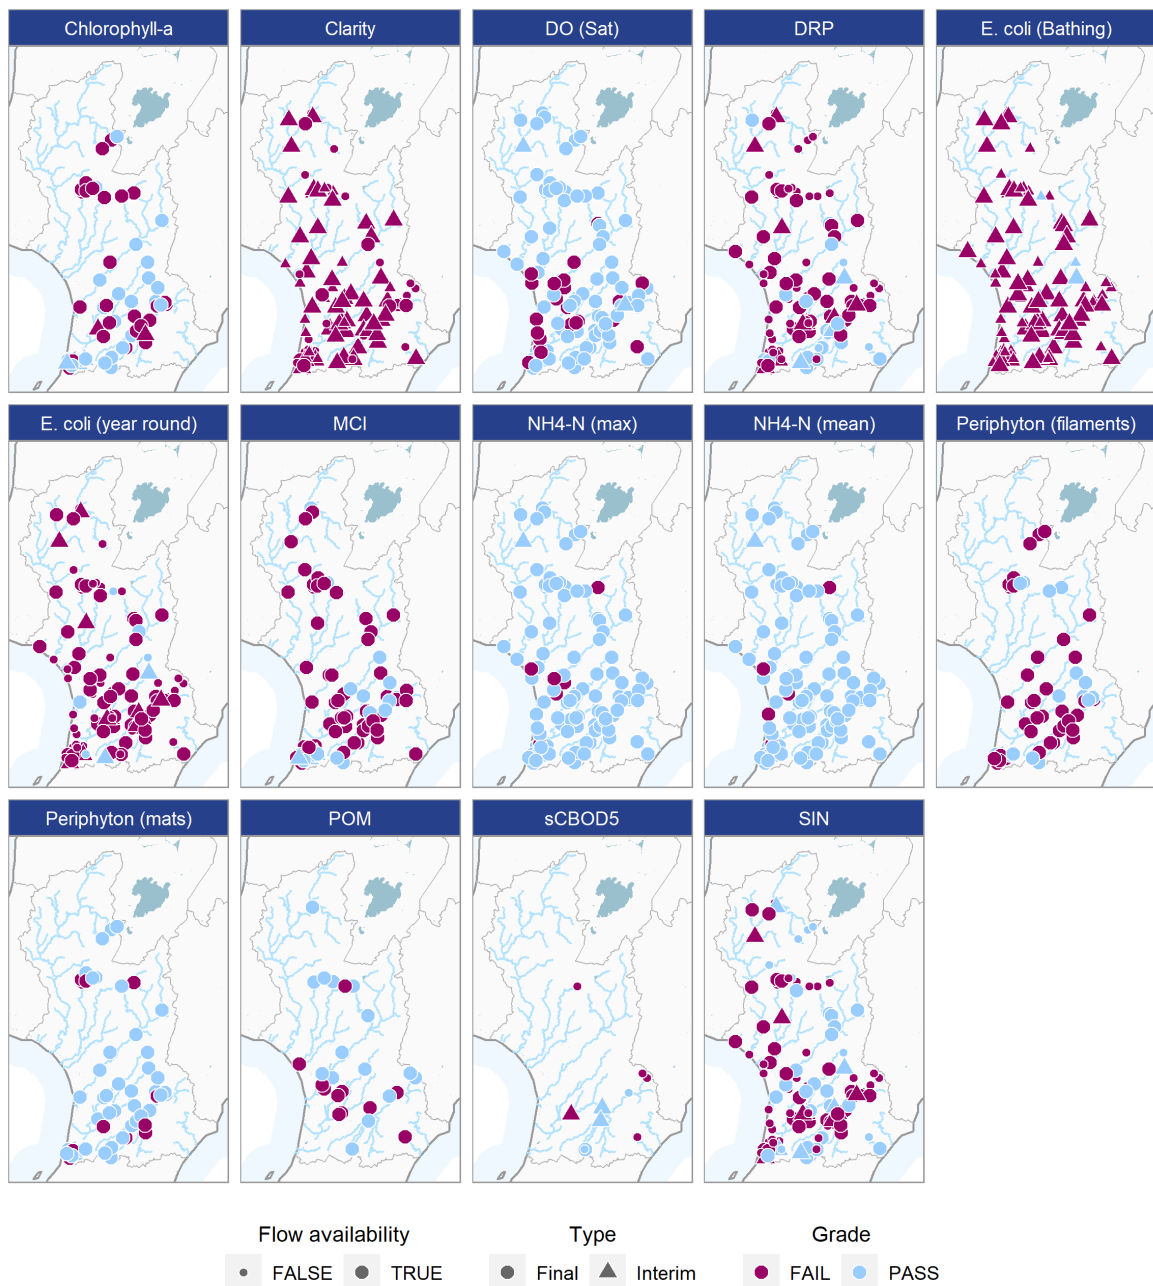 Chlorophyll-a Clarity DO (Sat) DRP E. coli (Bathing)
E. coli (year round) MCI NH4-N (max) NH4-N (mean) Periphyton (filaments)
Periphyton (mats) POM sCBOD5 SIN
Flow availability Type Grade
FALSE TRUE Final Interim FAIL PASS